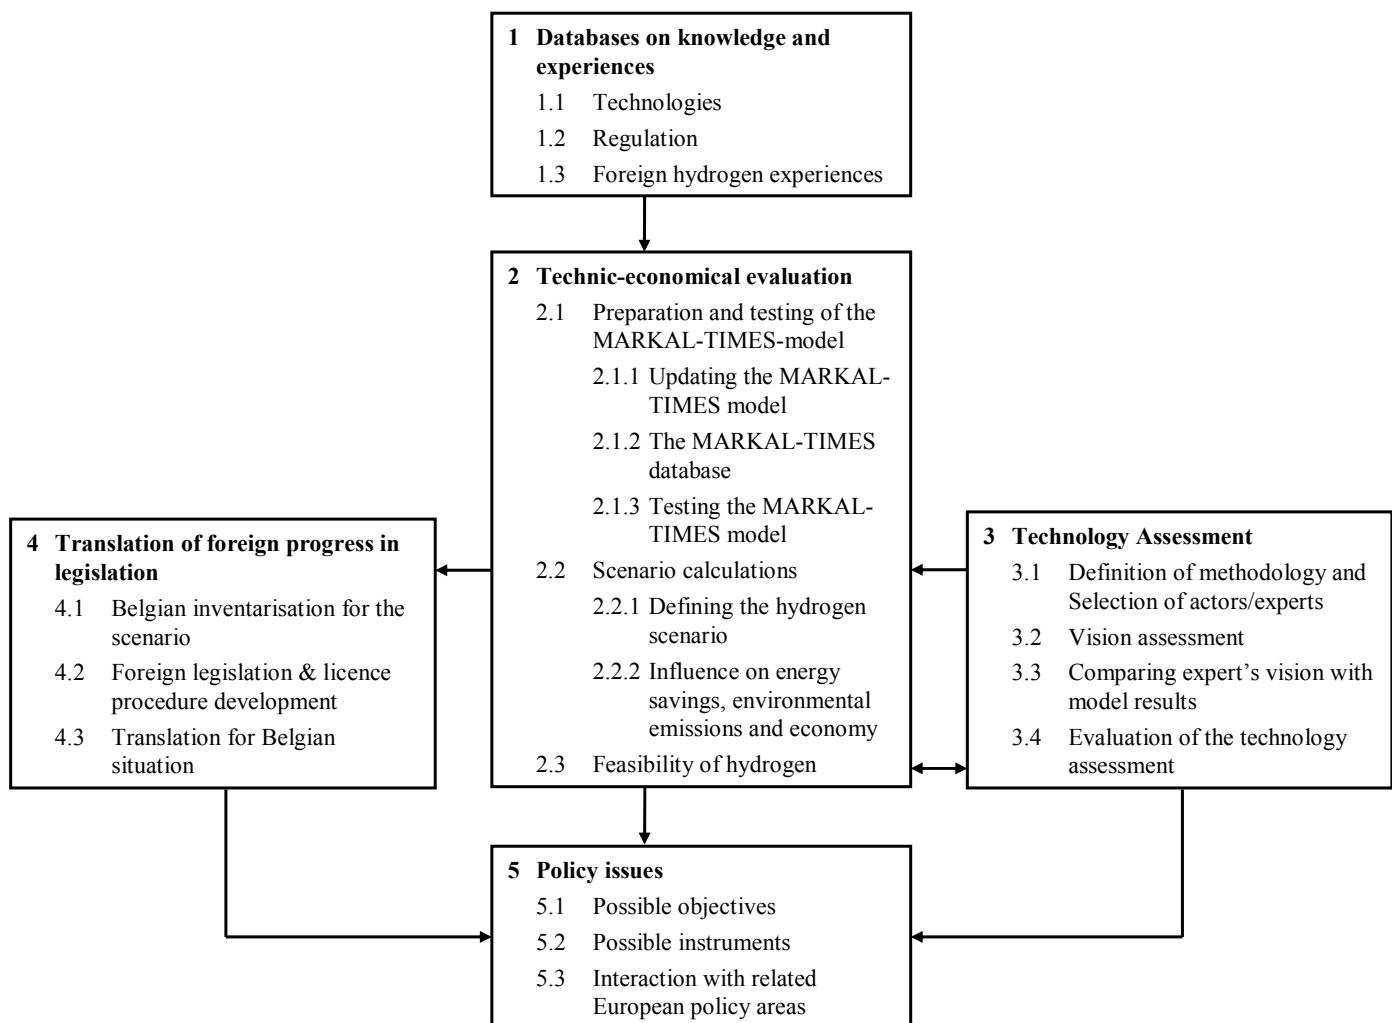 1 Databases on knowledge and
experiences
1.1 Technologies
1.2 Regulation
1.3 Foreign hydrogen experiences
2 Technic-economical evaluation
2.1 Preparation and testing of the
MARKAL-TIMES-model
2.1.1 Updating the MARKAL-
TIMES model
2.1.2 The MARKAL-TIMES
database
2.1.3 Testing the MARKAL-
TIMES model
2.2 Scenario calculations
2.2.1 Defining the hydrogen
scenario
2.2.2 Influence on energy
savings, environmental
emissions and economy
2.3 Feasibility of hydrogen
4 Translation of foreign progress in
legislation
4.1 Belgian inventarisation for the
scenario
4.2 Foreign legislation & licence
procedure development
4.3 Translation for Belgian
situation
3 Technology Assessment
3.1 Definition of methodology and
Selection of actors/experts
3.2 Vision assessment
3.3 Comparing expert’s vision with
model results
3.4 Evaluation of the technology
assessment
5 Policy issues
5.1 Possible objectives
5.2 Possible instruments
5.3 Interaction with related
European policy areas